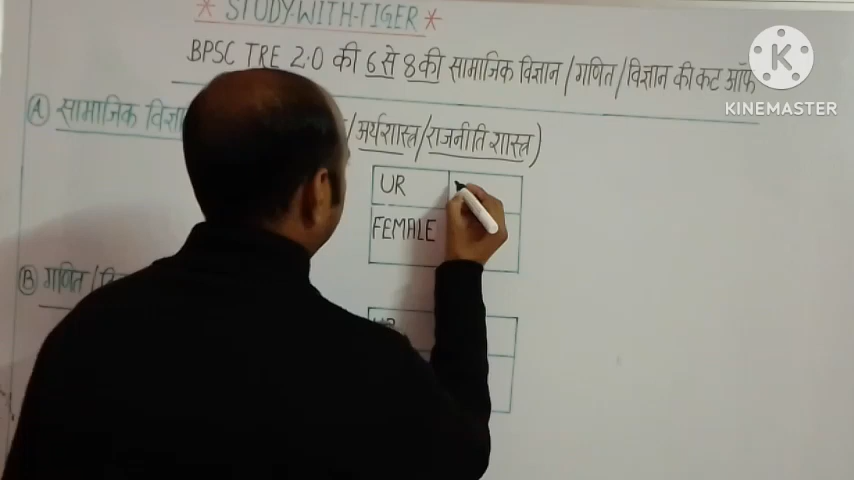 * STUDY-WITH-TIGER *
BPSC TRE 2.0 की 6 से 8 की सामाजिक विज्ञान / गणित / विज्ञान की कट ऑफ
K
KINEMASTER
A सामाजिक / अर्थशास्त्र / राजनीति शास्त्र)
UR
FEMALE
B गणित /